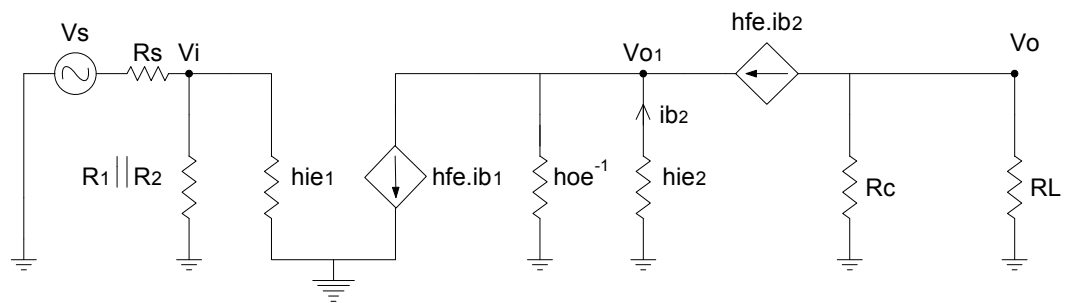 Vs
Rs
Vi
R1||R2
hie1
hfe.ib1
hoe-1
Vo1
ib2
hie2
hfe.ib2
Rc
Vo
RL